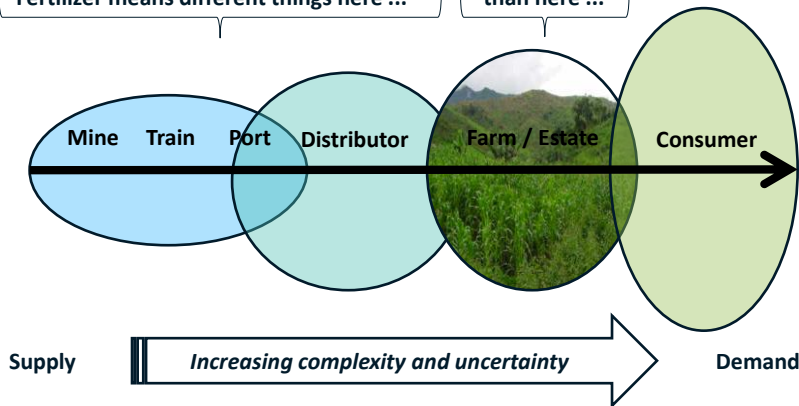 Fertilizer means different things here ...
than here ...
Mine Train Port Distributor Farm / Estate Consumer
Supply Increasing complexity and uncertainty Demand